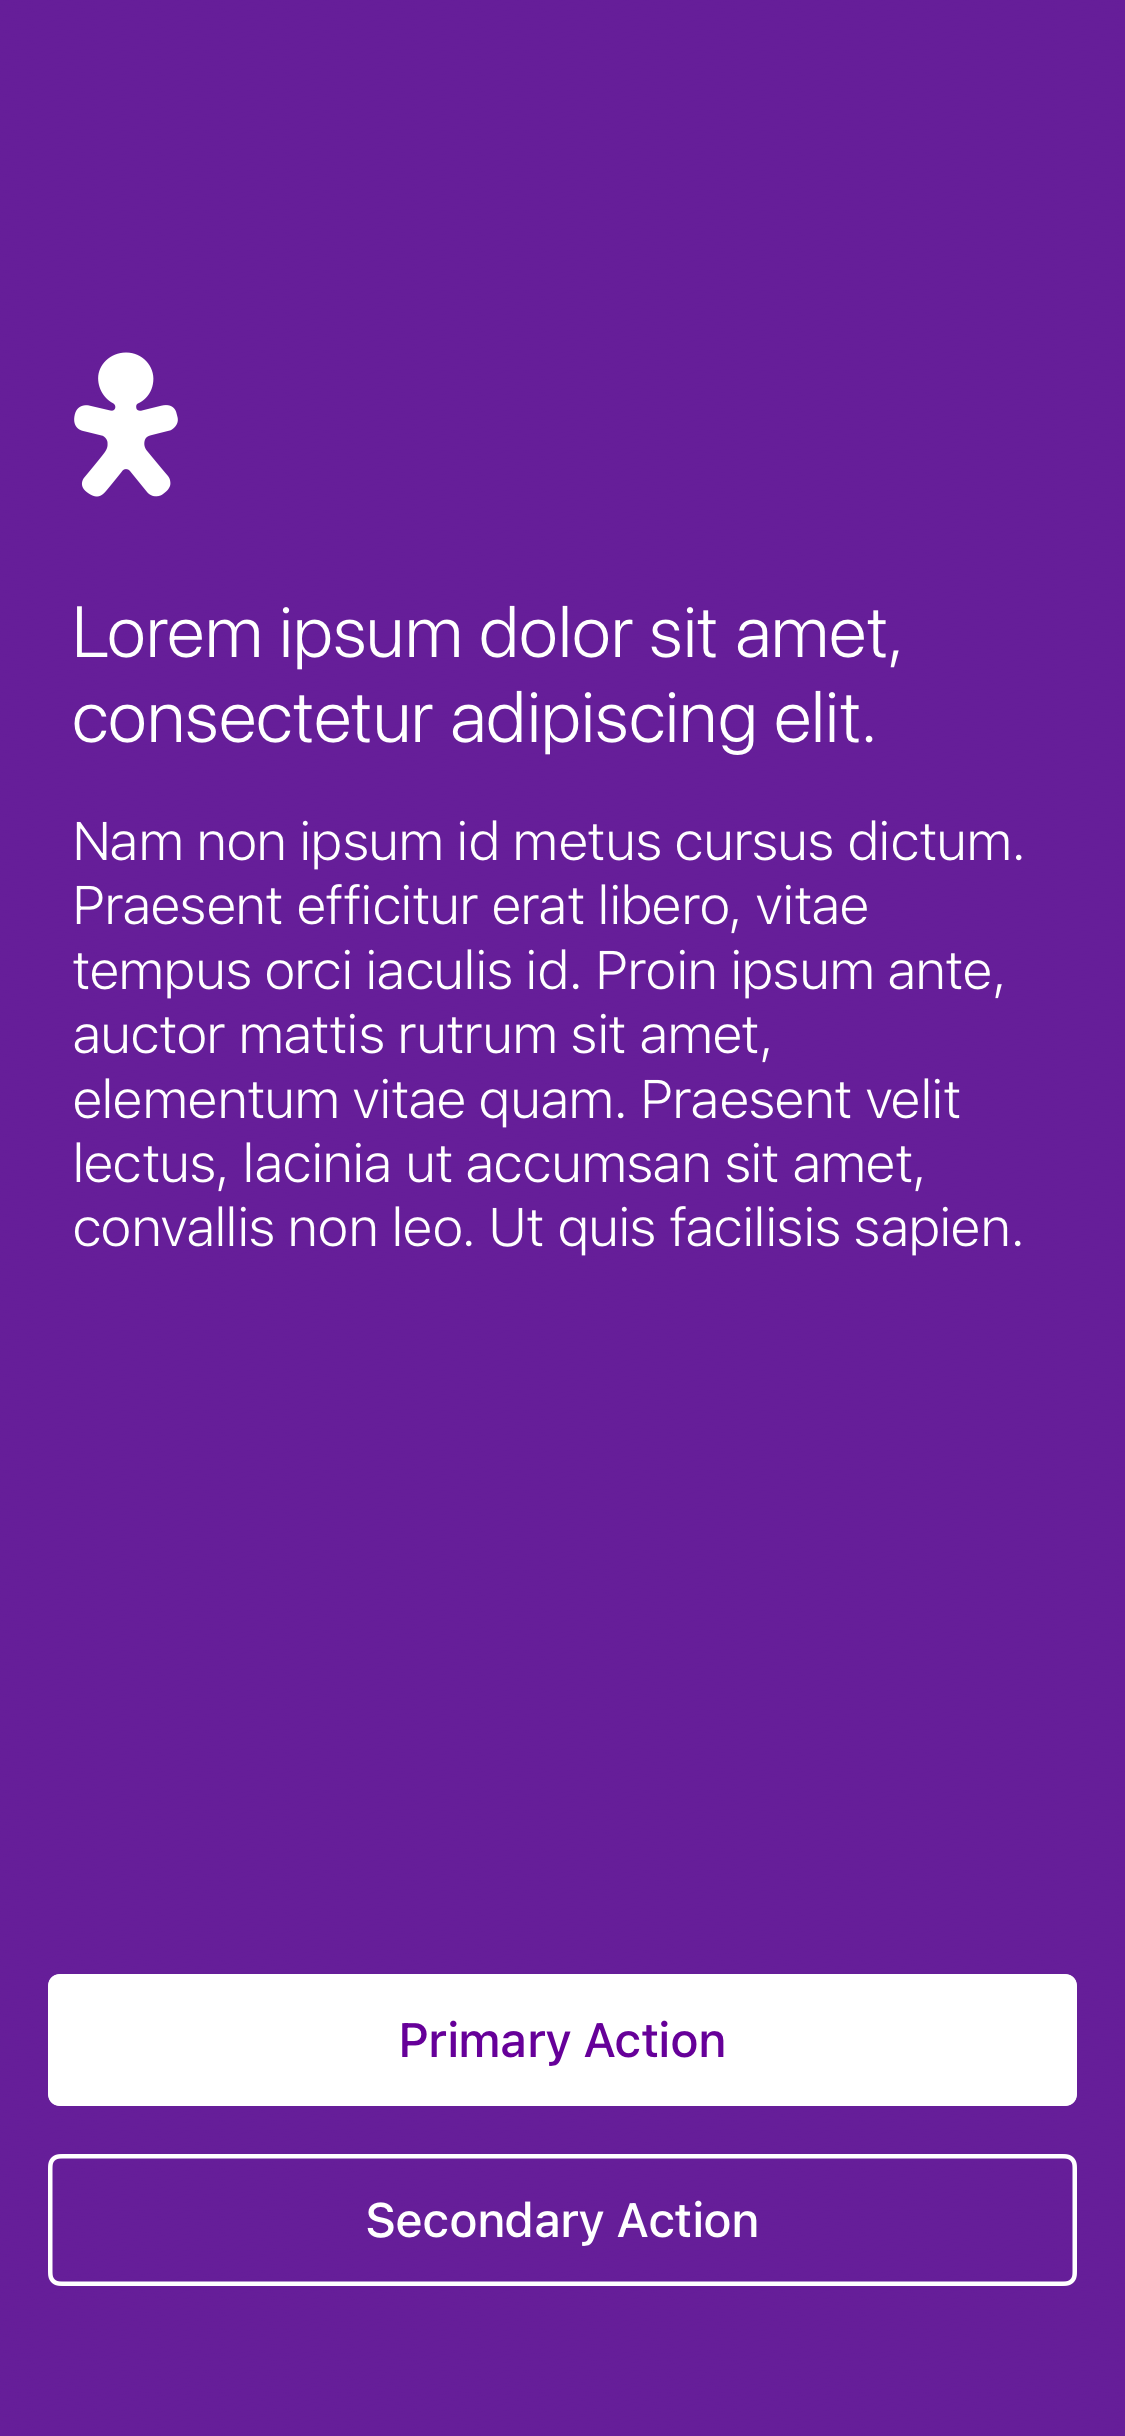 Lorem ipsum dolor sit amet,
consectetur adipiscing elit.
Nam non ipsum id metus cursus dictum.
Praesent efficitur erat libero, vitae
tempus orci iaculis id. Proin ipsum ante,
auctor mattis rutrum sit amet,
elementum vitae quam. Praesent velit
lectus, lacinia ut accumsan sit amet,
convallis non leo. Ut quis facilisis sapien.
Primary Action
Secondary Action